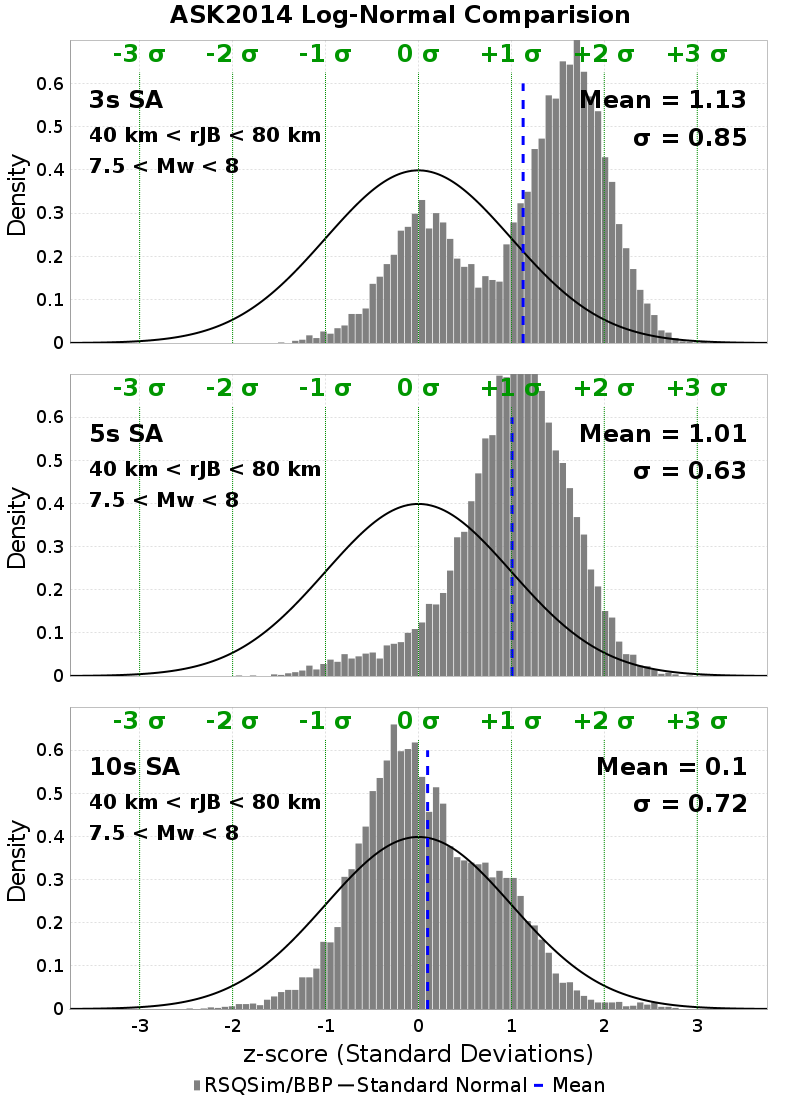 ASK2014 Log-Normal Comparision
-3 σ -2 σ -1 σ 0 σ +1 σ +2 σ +3 σ
3s SA
Mean = 1.13
40 km < rJB < 80 km
σ = 0.85
7.5 < Mw < 8
0.6
0.5
0.4
0.3
0.2
0.1
0
Density
-3 σ -2 σ -1 σ 0 σ +1 σ +2 σ +3 σ
5s SA
Mean = 1.01
40 km < rJB < 80 km
σ = 0.63
7.5 < Mw < 8
0.6
0.5
0.4
0.3
0.2
0.1
0
Density
-3 σ -2 σ -1 σ 0 σ +1 σ +2 σ +3 σ
10s SA
Mean = 0.1
40 km < rJB < 80 km
σ = 0.72
7.5 < Mw < 8
0.6
0.5
0.4
0.3
0.2
0.1
0
Density
-3 -2 -1 0 1 2 3
z-score (Standard Deviations)
RSQSim/BBP Standard Normal Mean